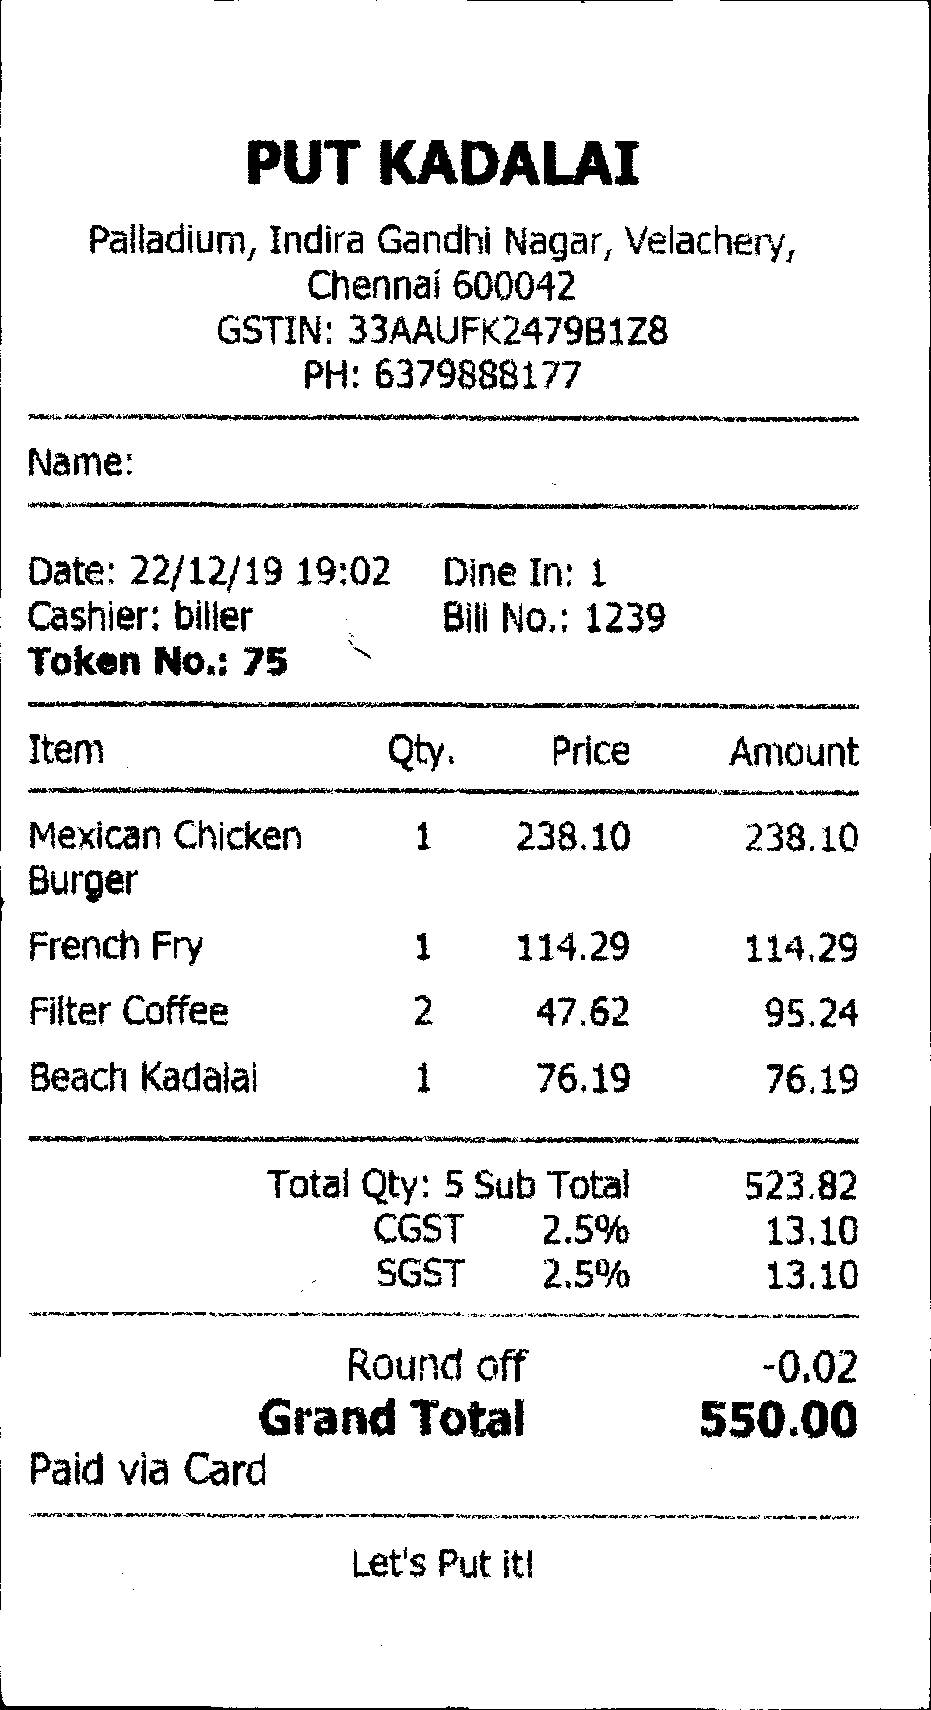 PUT KADALAI
Palladium, Indira Gandhi Nagar, Velachery,
Chennai 600042
GSTIN: 33AAUFK2479B1Z8
PH: 6379888177
Name:
Date: 22/12/19 19:02 Dine In: 1
Cashier: biller Bill No.: 1239
Token No.: 75
Item Qty. Price Amount
Mexican Chicken 1 238.10 238.10
Burger
French Fry 1 114.29 114.29
Filter Coffee 2 47.62 95.24
Beach Kadalai 1 76.19 76.19
Total Qty: 5 Sub Total 523.82
CGST 2.5% 13.10
SGST 2.5% 13.10
Round off -0.02
Grand Total 550.00
Paid via Card
Let's Put it!